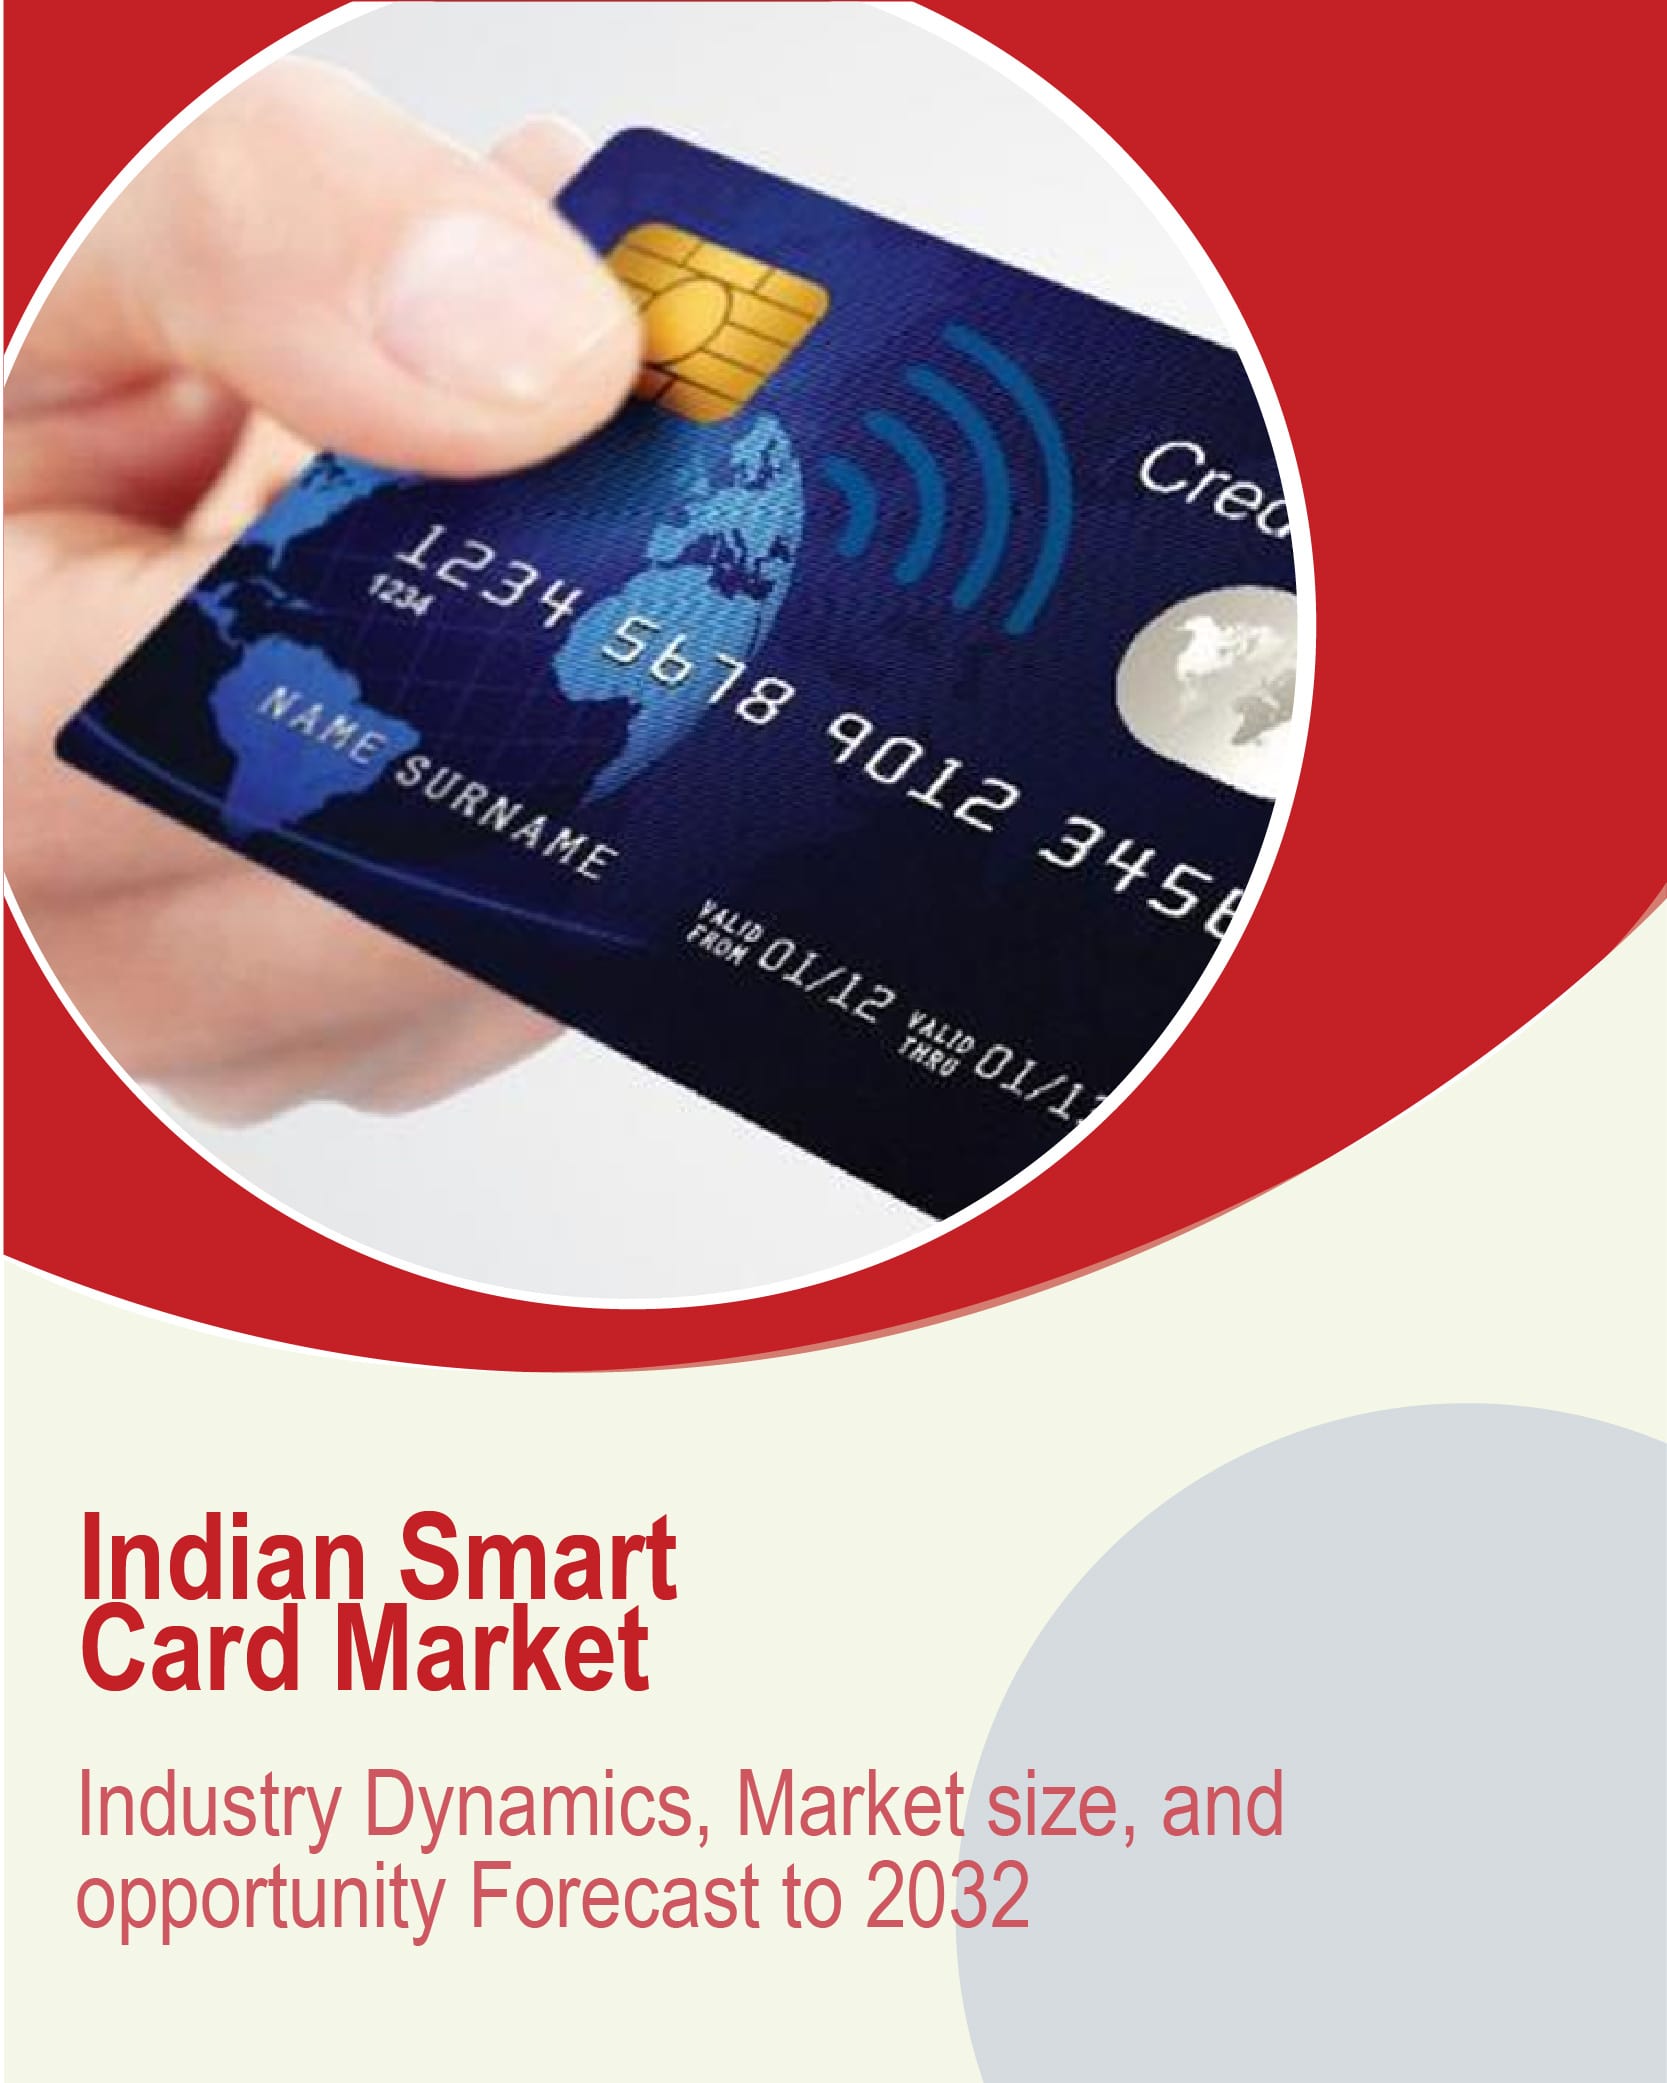 Cred
1234 5678 9012 345
1234
NAME SURNAME
VALID
FROM 01/12 VALID
THRU 01/1
Indian Smart
Card Market
Industry Dynamics, Market size, and
opportunity Forecast to 2032